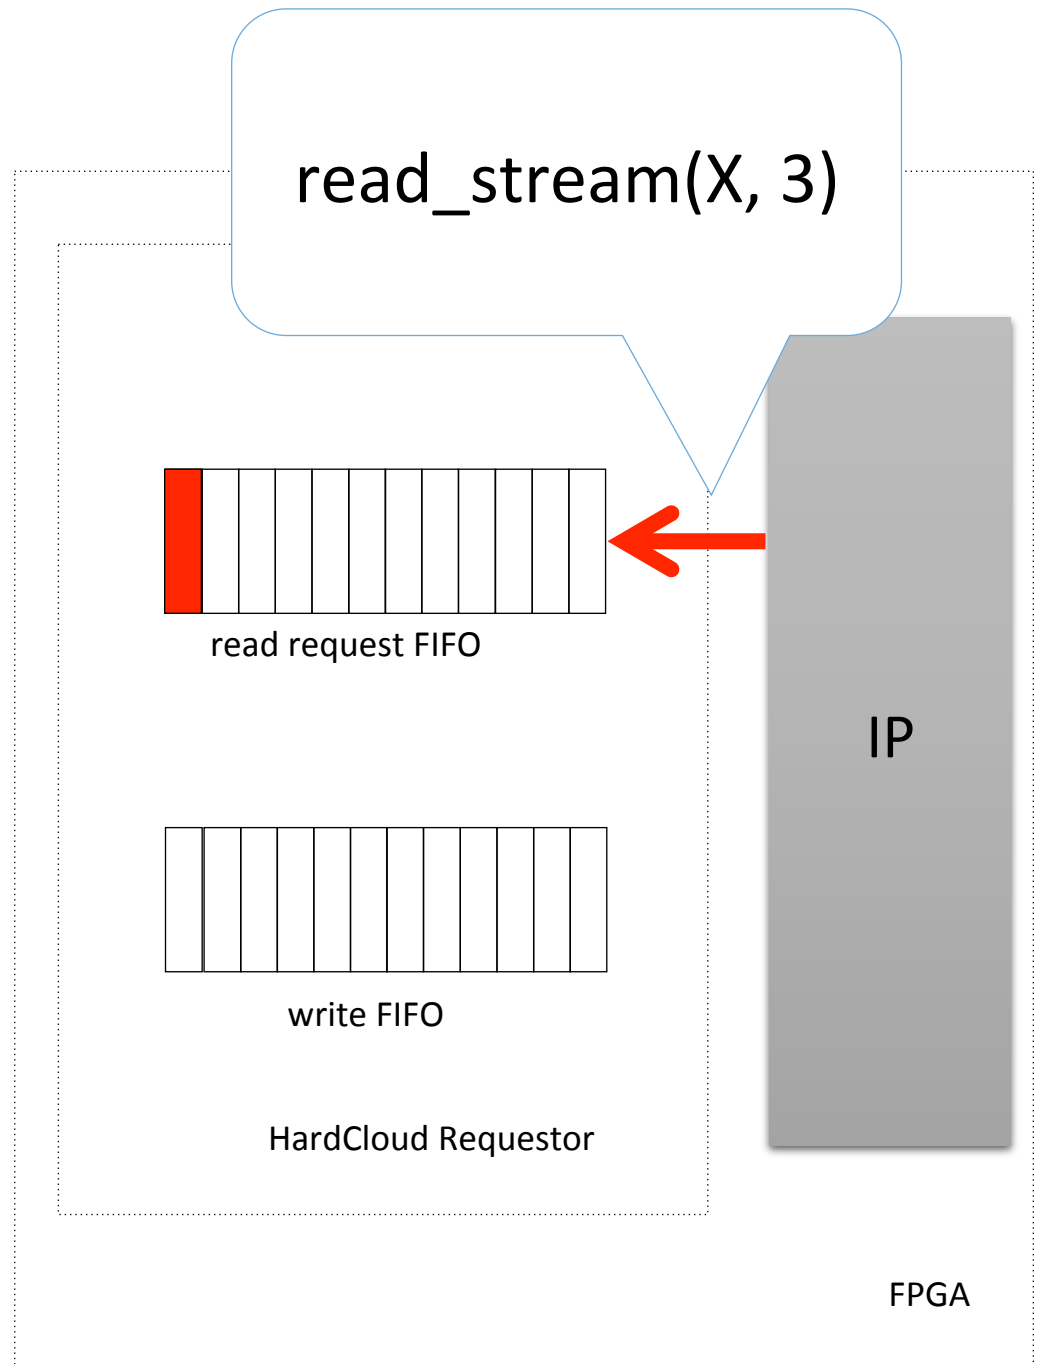 read_stream(X, 3)
read request FIFO
IP
write FIFO
HardCloud Requestor
FPGA